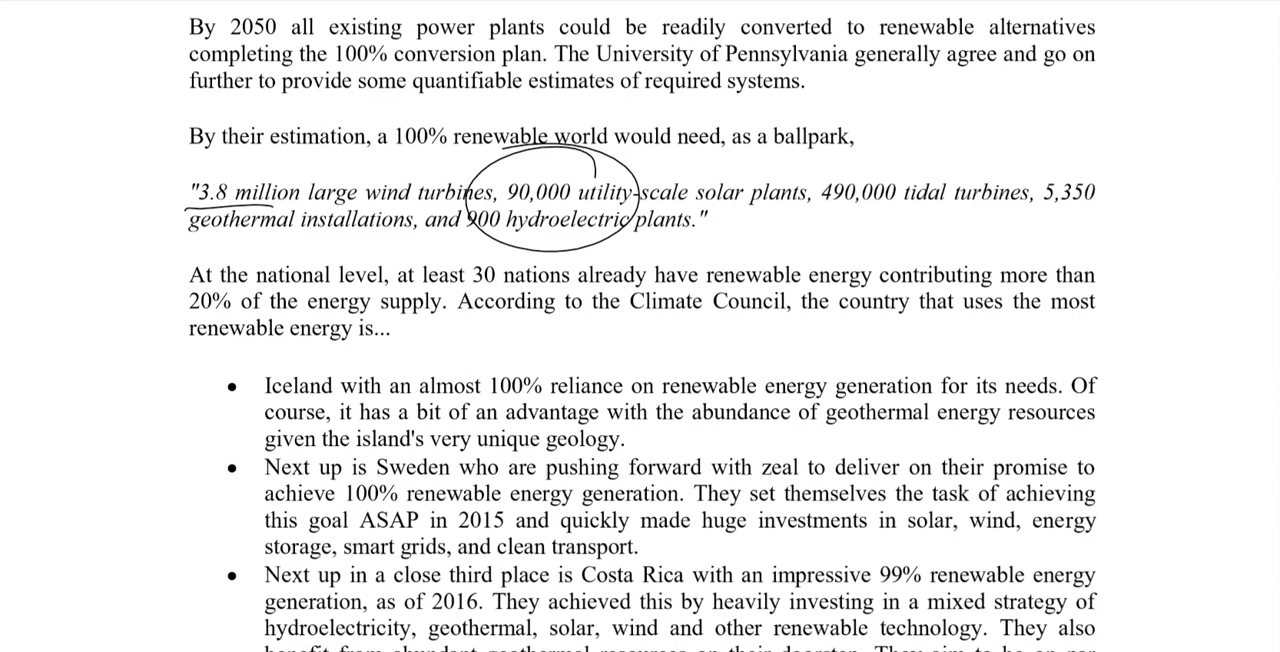 By 2050 all existing power plants could be readily converted to renewable alternatives
completing the 100% conversion plan. The University of Pennsylvania generally agree and go on
further to provide some quantifiable estimates of required systems.
By their estimation, a 100% renewable world would need, as a ballpark,
"3.8 million large wind turbines, 90,000 utility-scale solar plants, 490,000 tidal turbines, 5,350
geothermal installations, and 900 hydroelectric plants."
At the national level, at least 30 nations already have renewable energy contributing more than
20% of the energy supply. According to the Climate Council, the country that uses the most
renewable energy is...
• Iceland with an almost 100% reliance on renewable energy generation for its needs. Of
course, it has a bit of an advantage with the abundance of geothermal energy resources
given the island's very unique geology.
• Next up is Sweden who are pushing forward with zeal to deliver on their promise to
achieve 100% renewable energy generation. They set themselves the task of achieving
this goal ASAP in 2015 and quickly made huge investments in solar, wind, energy
storage, smart grids, and clean transport.
• Next up in a close third place is Costa Rica with an impressive 99% renewable energy
generation, as of 2016. They achieved this by heavily investing in a mixed strategy of
hydroelectricity, geothermal, solar, wind and other renewable technology. They also